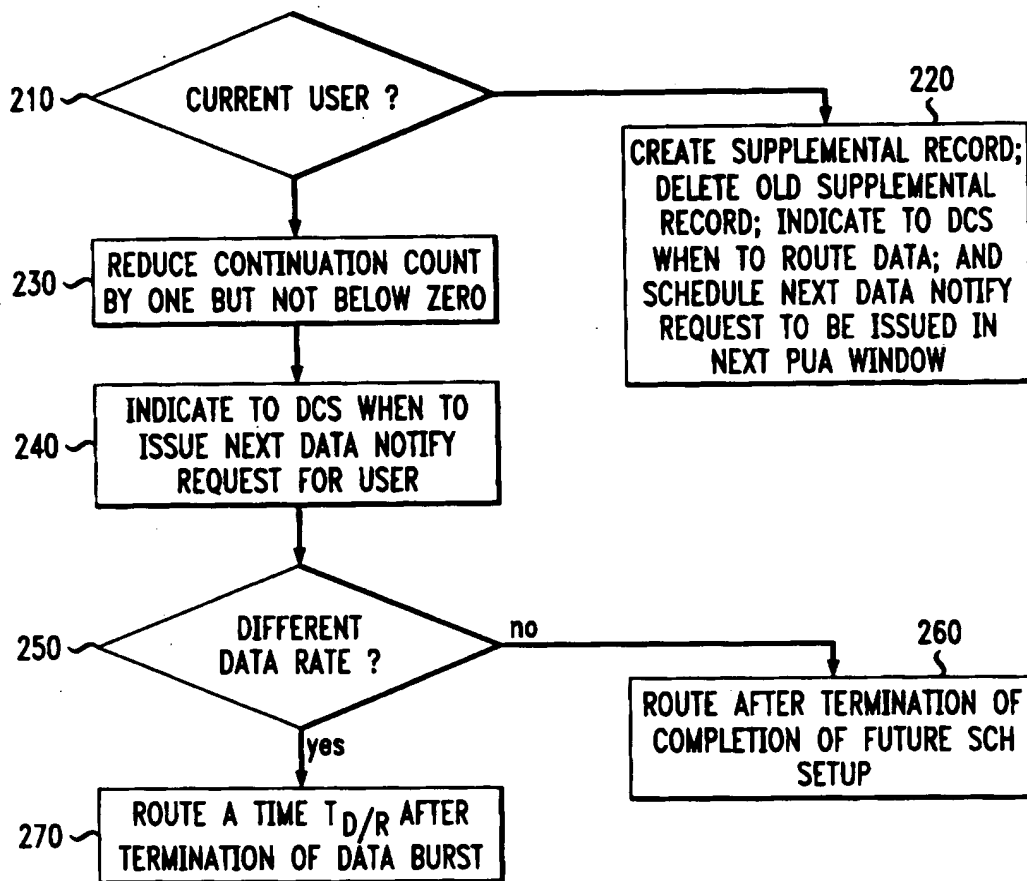 210
CURRENT USER ?
220
CREATE SUPPLEMENTAL RECORD;
DELETE OLD SUPPLEMENTAL
RECORD; INDICATE TO DCS
WHEN TO ROUTE DATA; AND
SCHEDULE NEXT DATA NOTIFY
REQUEST TO BE ISSUED IN
NEXT PUA WINDOW
230
REDUCE CONTINUATION COUNT
BY ONE BUT NOT BELOW ZERO
240
INDICATE TO DCS WHEN TO
ISSUE NEXT DATA NOTIFY
REQUEST FOR USER
250
DIFFERENT
DATA RATE ?
no
260
ROUTE AFTER TERMINATION OF
COMPLETION OF FUTURE SCH
SETUP
yes
270
ROUTE A TIME TD/R AFTER
TERMINATION OF DATA BURST